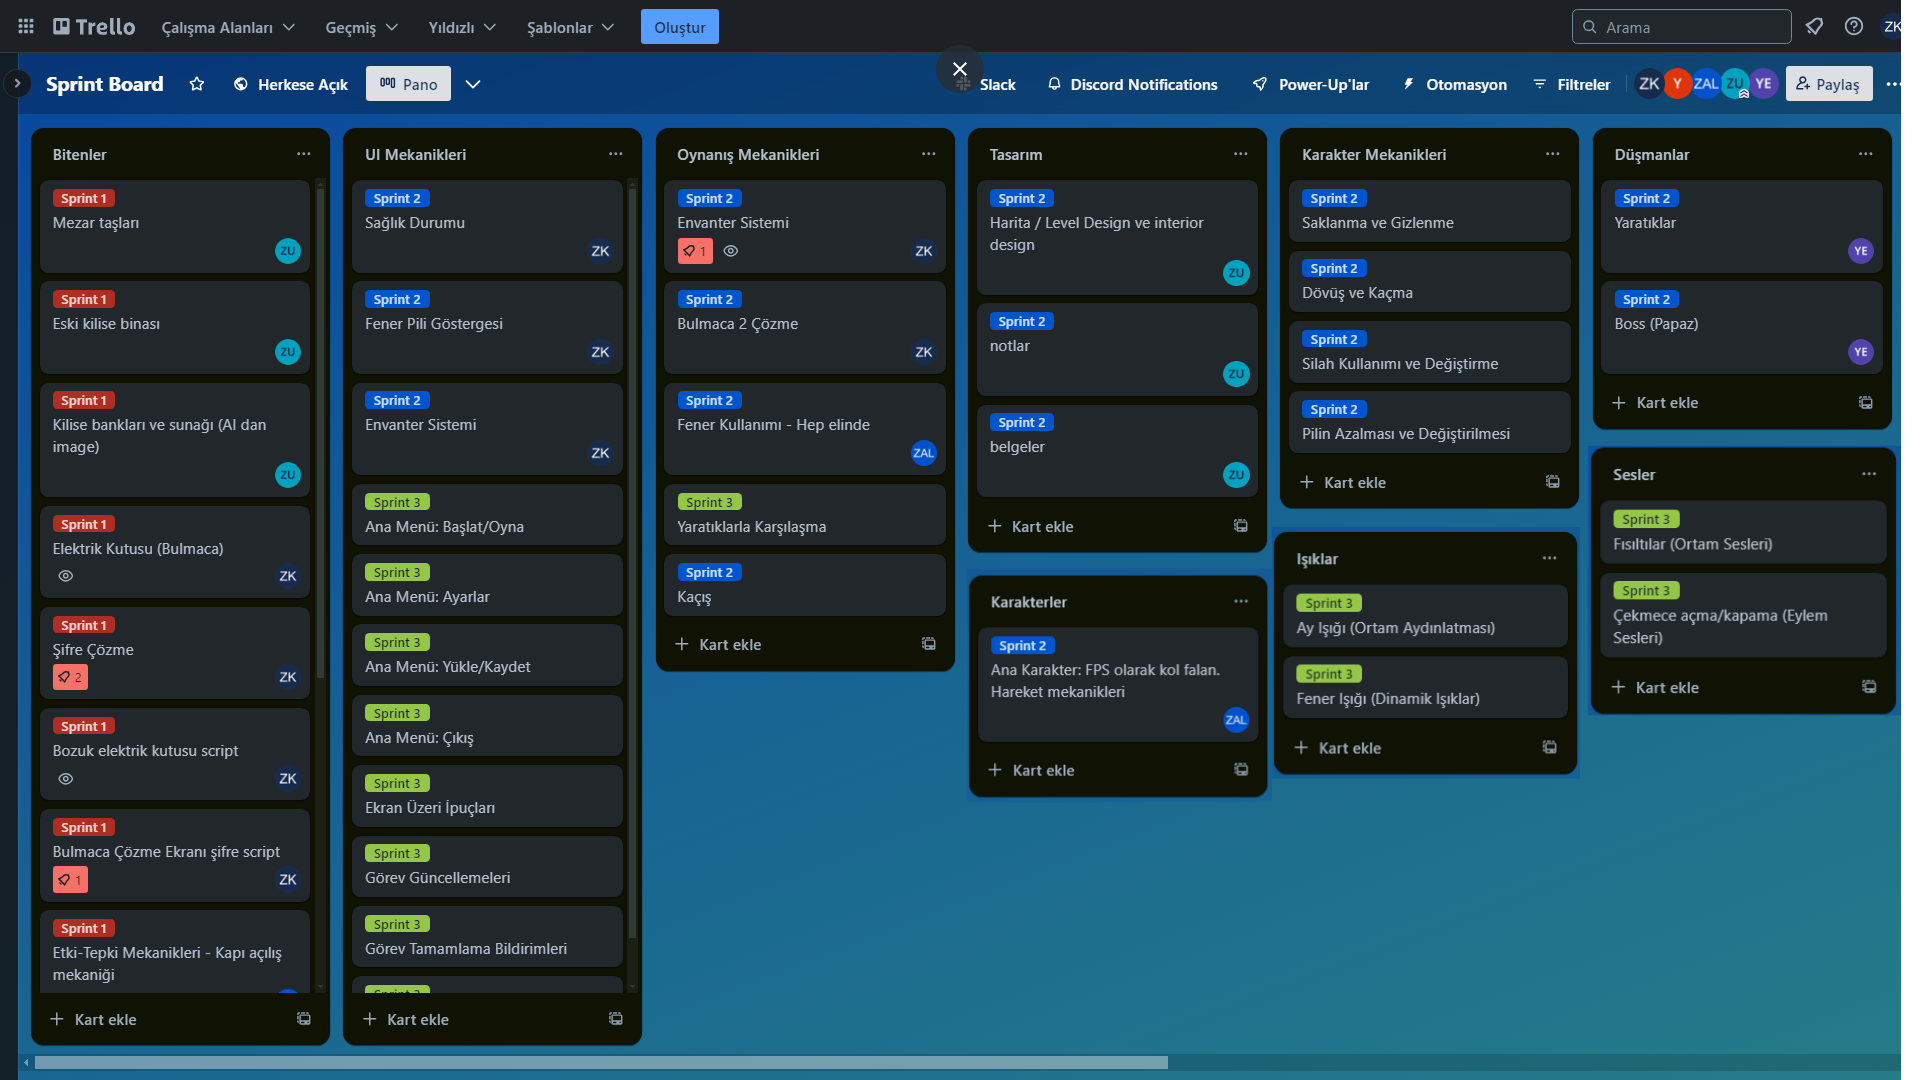 Trello
Çalışma Alanları
Geçmiş
Yıldızlı
Şablonlar
Oluştur
Arama
ZK
Sprint Board
Herkese Açık
Pano
Slack
Discord Notifications
Power-Up'lar
Otomasyon
Filtreler
ZK
Y
ZAL
ZU
YE
Paylaş
Bitenler
Sprint 1
Mezar taşları
ZU
Sprint 1
Eski kilise binası
ZU
Sprint 1
Kilise bankları ve sunağı (AI dan
image)
ZU
Sprint 1
Elektrik Kutusu (Bulmaca)
ZK
Sprint 1
Şifre Çözme
2
ZK
Sprint 1
Bozuk elektrik kutusu script
ZK
Sprint 1
Bulmaca Çözme Ekranı şifre script
1
ZK
Sprint 1
Etki-Tepki Mekanikleri - Kapı açılış
mekaniği
Kart ekle
UI Mekanikleri
Sprint 2
Sağlık Durumu
ZK
Sprint 2
Fener Pili Göstergesi
ZK
Sprint 2
Envanter Sistemi
ZK
Sprint 3
Ana Menü: Başlat/Oyna
Sprint 3
Ana Menü: Ayarlar
Sprint 3
Ana Menü: Yükle/Kaydet
Sprint 3
Ana Menü: Çıkış
Sprint 3
Ekran Üzeri İpuçları
Sprint 3
Görev Güncellemeleri
Sprint 3
Görev Tamamlama Bildirimleri
Sprint 3
Kart ekle
Oynanış Mekanikleri
Sprint 2
Envanter Sistemi
1
ZK
Sprint 2
Bulmaca 2 Çözme
ZK
Sprint 2
Fener Kullanımı - Hep elinde
ZAL
Sprint 3
Yaratıklarla Karşılaşma
Sprint 2
Kaçış
Kart ekle
Tasarım
Sprint 2
Harita / Level Design ve interior
design
ZU
Sprint 2
notlar
ZU
Sprint 2
belgeler
ZU
Kart ekle
Karakterler
Sprint 2
Ana Karakter: FPS olarak kol falan.
Hareket mekanikleri
ZAL
Kart ekle
Karakter Mekanikleri
Sprint 2
Saklanma ve Gizlenme
Sprint 2
Dövüş ve Kaçma
Sprint 2
Silah Kullanımı ve Değiştirme
Sprint 2
Pilin Azalması ve Değiştirilmesi
Kart ekle
Işıklar
Sprint 3
Ay Işığı (Ortam Aydınlatması)
Sprint 3
Fener Işığı (Dinamik Işıklar)
Kart ekle
Düşmanlar
Sprint 2
Yaratıklar
YE
Sprint 2
Boss (Papaz)
YE
Kart ekle
Sesler
Sprint 3
Fısıltılar (Ortam Sesleri)
Sprint 3
Çekmece açma/kapama (Eylem
Sesleri)
Kart ekle